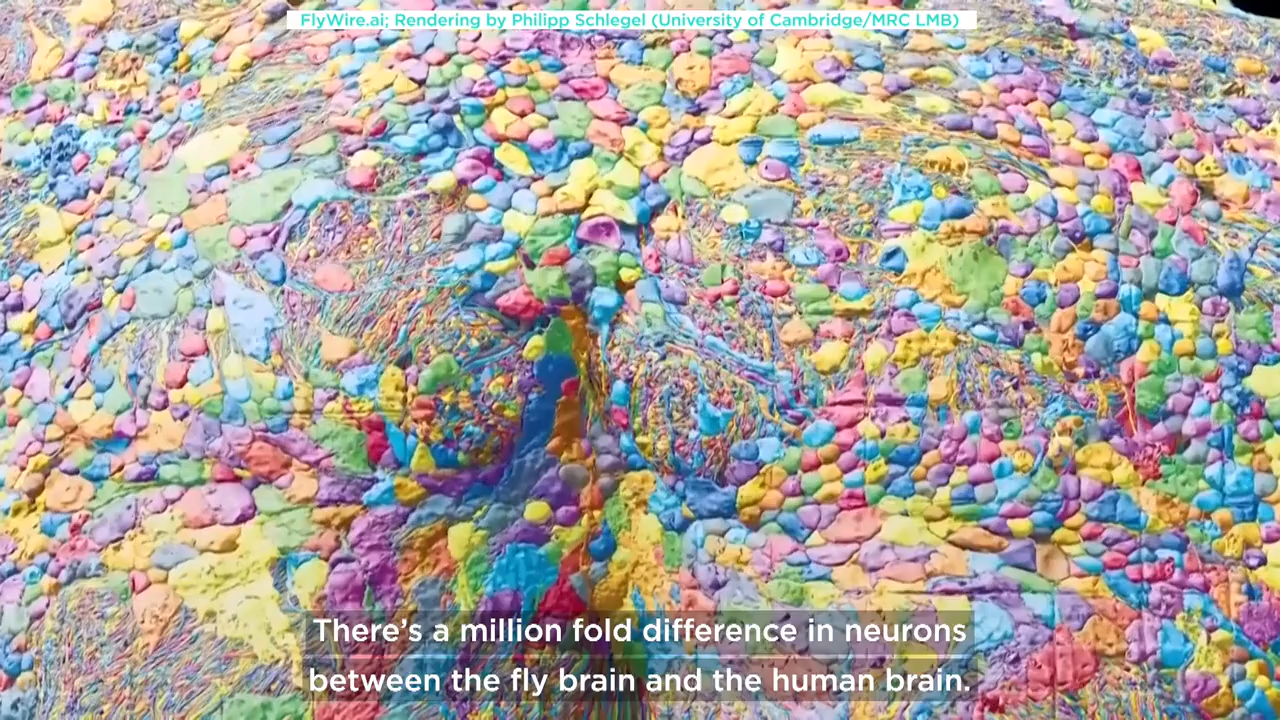 FlyWire.ai; Rendering by Philipp Schlegel (University of Cambridge/MRC LMB)
There's a million fold difference in neurons
between the fly brain and the human brain.